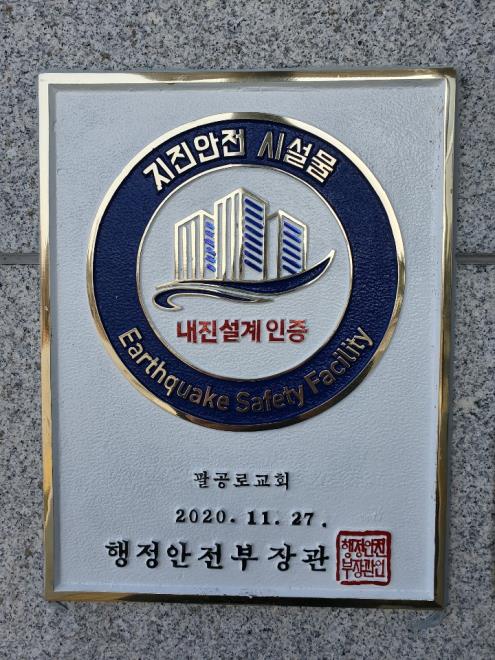 지진안전 시설물
내진설계인증
Earthquake Safety Facility
팔공로교회
2020. 11. 27.
행정안전부장관
행정안전
부장관인